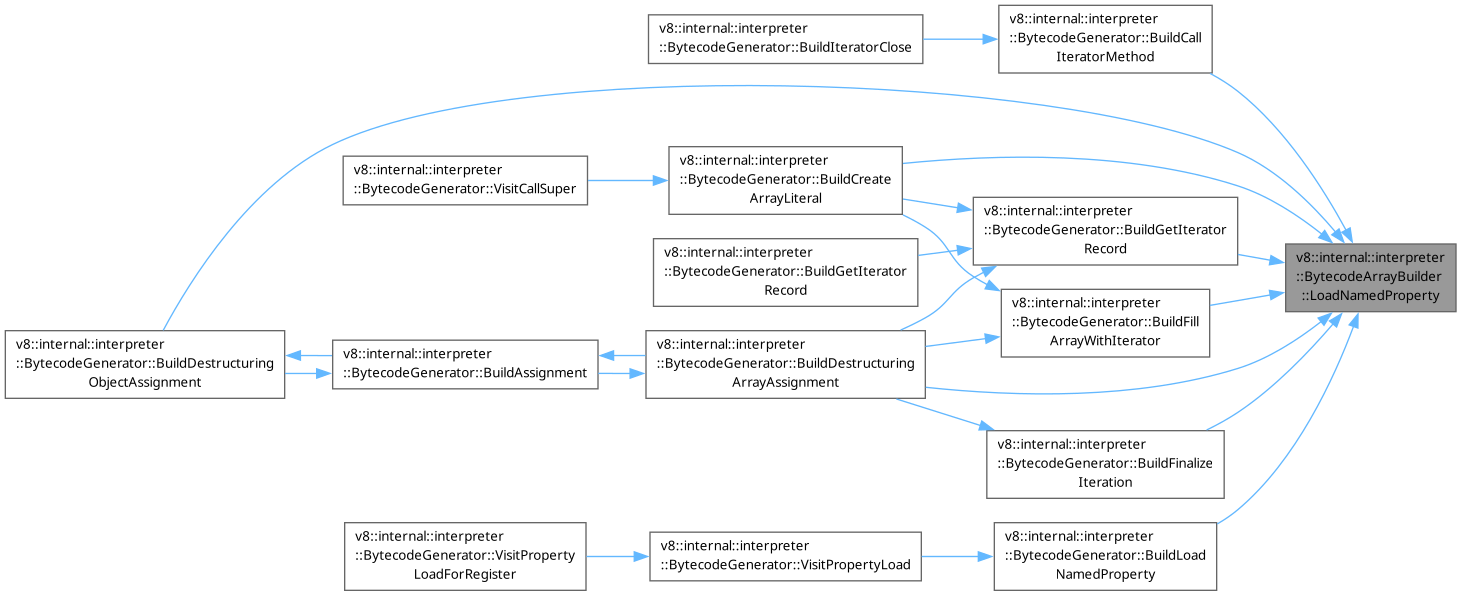 v8::internal::interpreter
::BytecodeGenerator::BuildIteratorClose
v8::internal::interpreter
::BytecodeGenerator::BuildCall
IteratorMethod
v8::internal::interpreter
::BytecodeGenerator::VisitCallSuper
v8::internal::interpreter
::BytecodeGenerator::BuildCreate
ArrayLiteral
v8::internal::interpreter
::BytecodeGenerator::BuildGetIterator
Record
v8::internal::interpreter
::BytecodeGenerator::BuildGetIterator
Record
v8::internal::interpreter
::BytecodeArrayBuilder
::LoadNamedProperty
v8::internal::interpreter
::BytecodeGenerator::BuildFill
ArrayWithIterator
v8::internal::interpreter
::BytecodeGenerator::BuildDestructuring
ObjectAssignment
v8::internal::interpreter
::BytecodeGenerator::BuildAssignment
v8::internal::interpreter
::BytecodeGenerator::BuildDestructuring
ArrayAssignment
v8::internal::interpreter
::BytecodeGenerator::BuildFinalize
Iteration
v8::internal::interpreter
::BytecodeGenerator::VisitProperty
LoadForRegister
v8::internal::interpreter
::BytecodeGenerator::VisitPropertyLoad
v8::internal::interpreter
::BytecodeGenerator::BuildLoad
NamedProperty